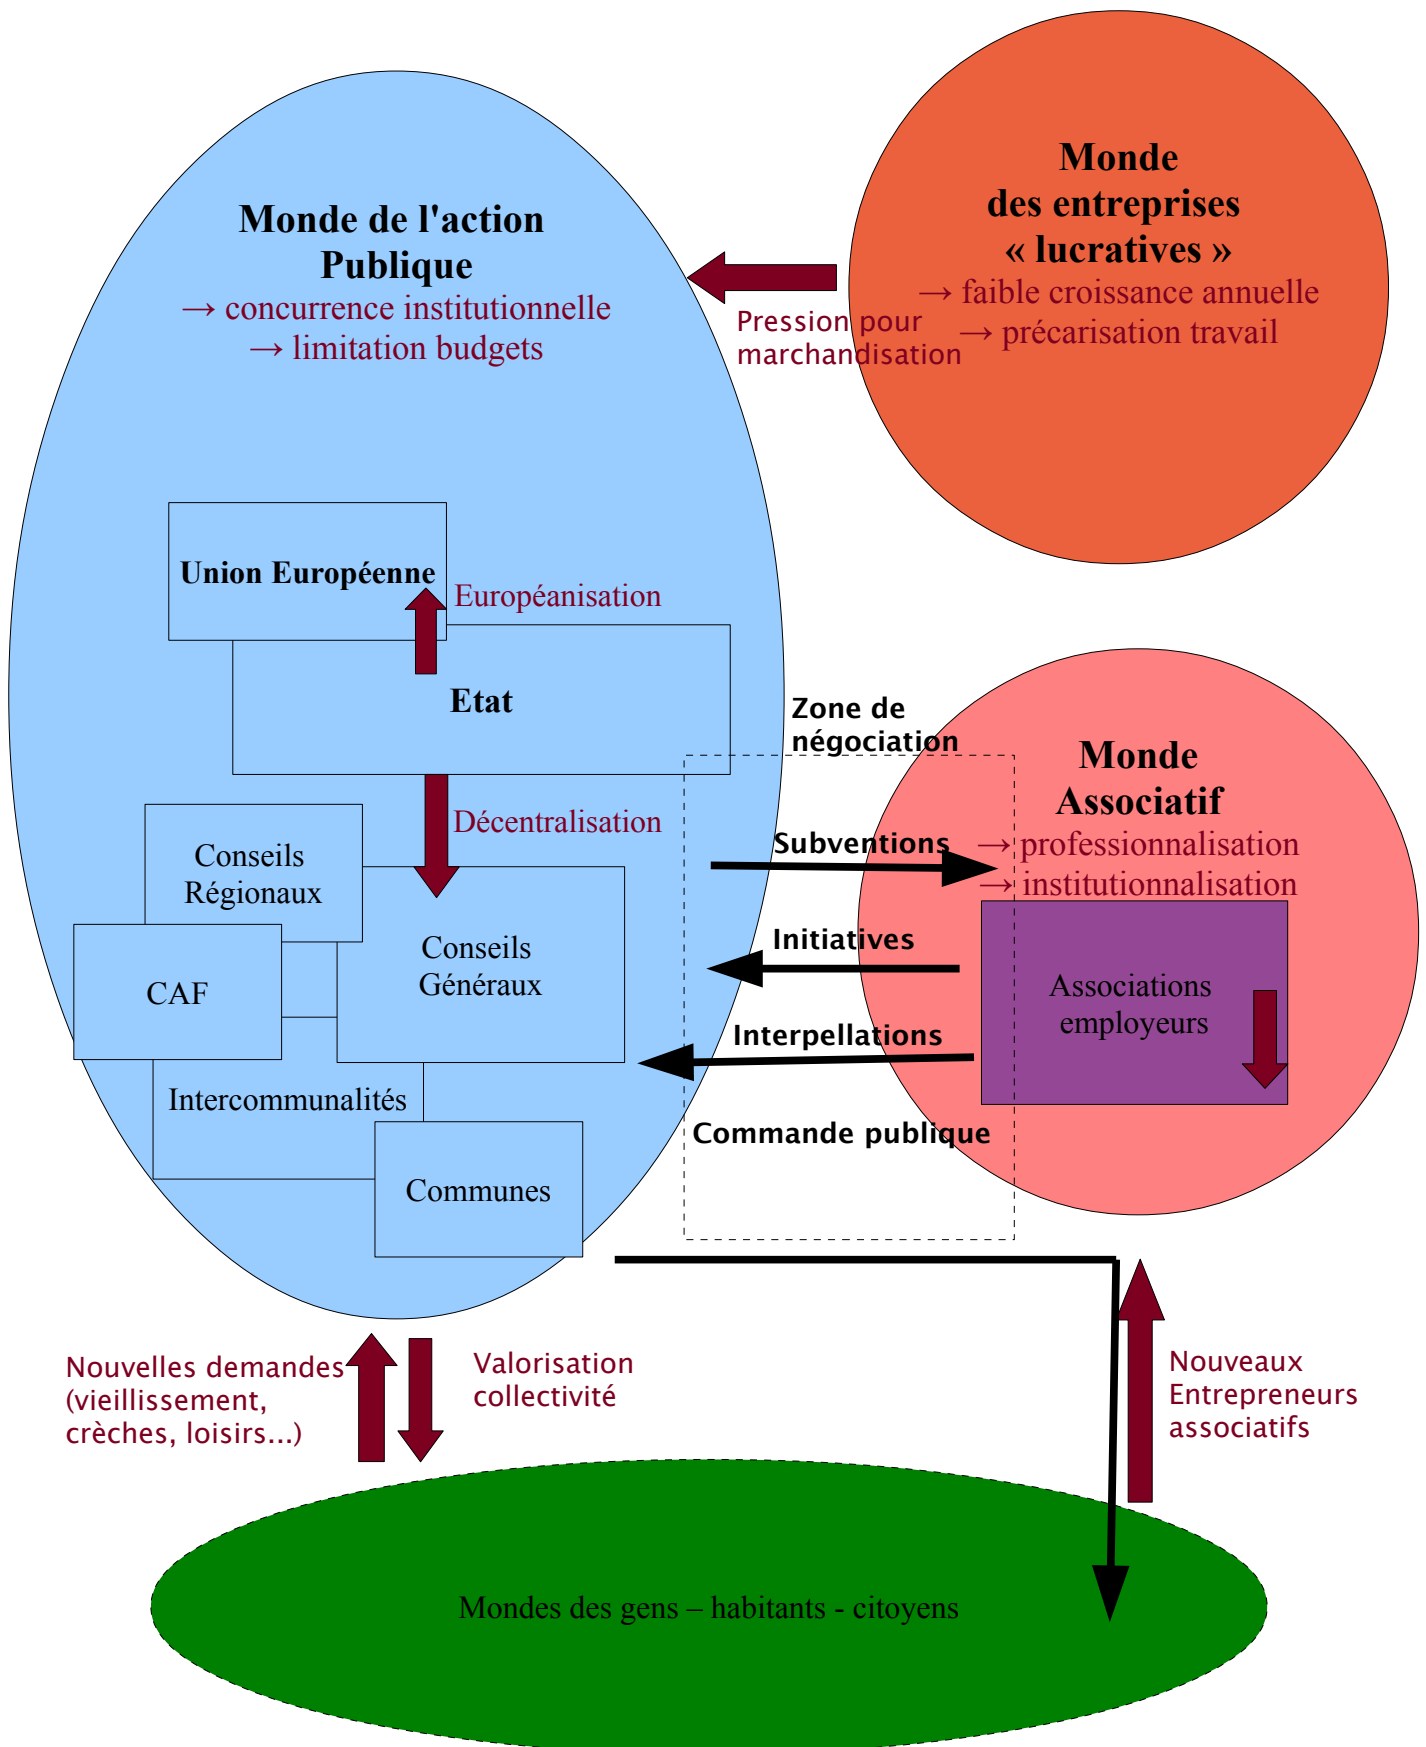 Monde de l'action
Publique
→ concurrence institutionnelle
→ limitation budgets
Monde
des entreprises
« lucratives »
→ faible croissance annuelle
→ précarisation travail
Pression pour
marchandisation
Union Européenne
Européanisation
Etat
Décentralisation
Conseils
Régionaux
CAF
Conseils
Généraux
Intercommunalités
Communes
Zone de
négociation
Subventions
Initiatives
Interpellations
Commande publique
Monde
Associatif
→ professionnalisation
→ institutionnalisation
Associations
employeurs
Nouvelles demandes
(vieillissement,
crèches, loisirs...)
Valorisation
collectivité
Nouveaux
Entrepreneurs
associatifs
Mondes des gens – habitants - citoyens